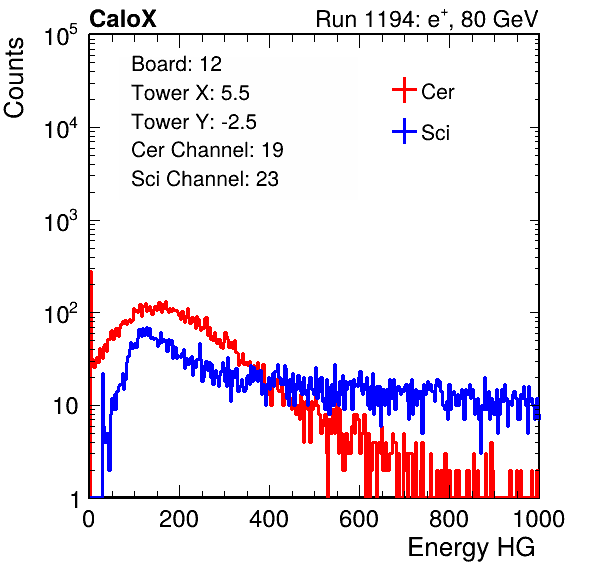 CaloX Run 1194: e⁺, 80 GeV
Counts
10⁵
10⁴
10³
10²
10
1
Board: 12
Tower X: 5.5
Tower Y: -2.5
Cer Channel: 19
Sci Channel: 23
Cer
Sci
0 200 400 600 800 1000
Energy HG